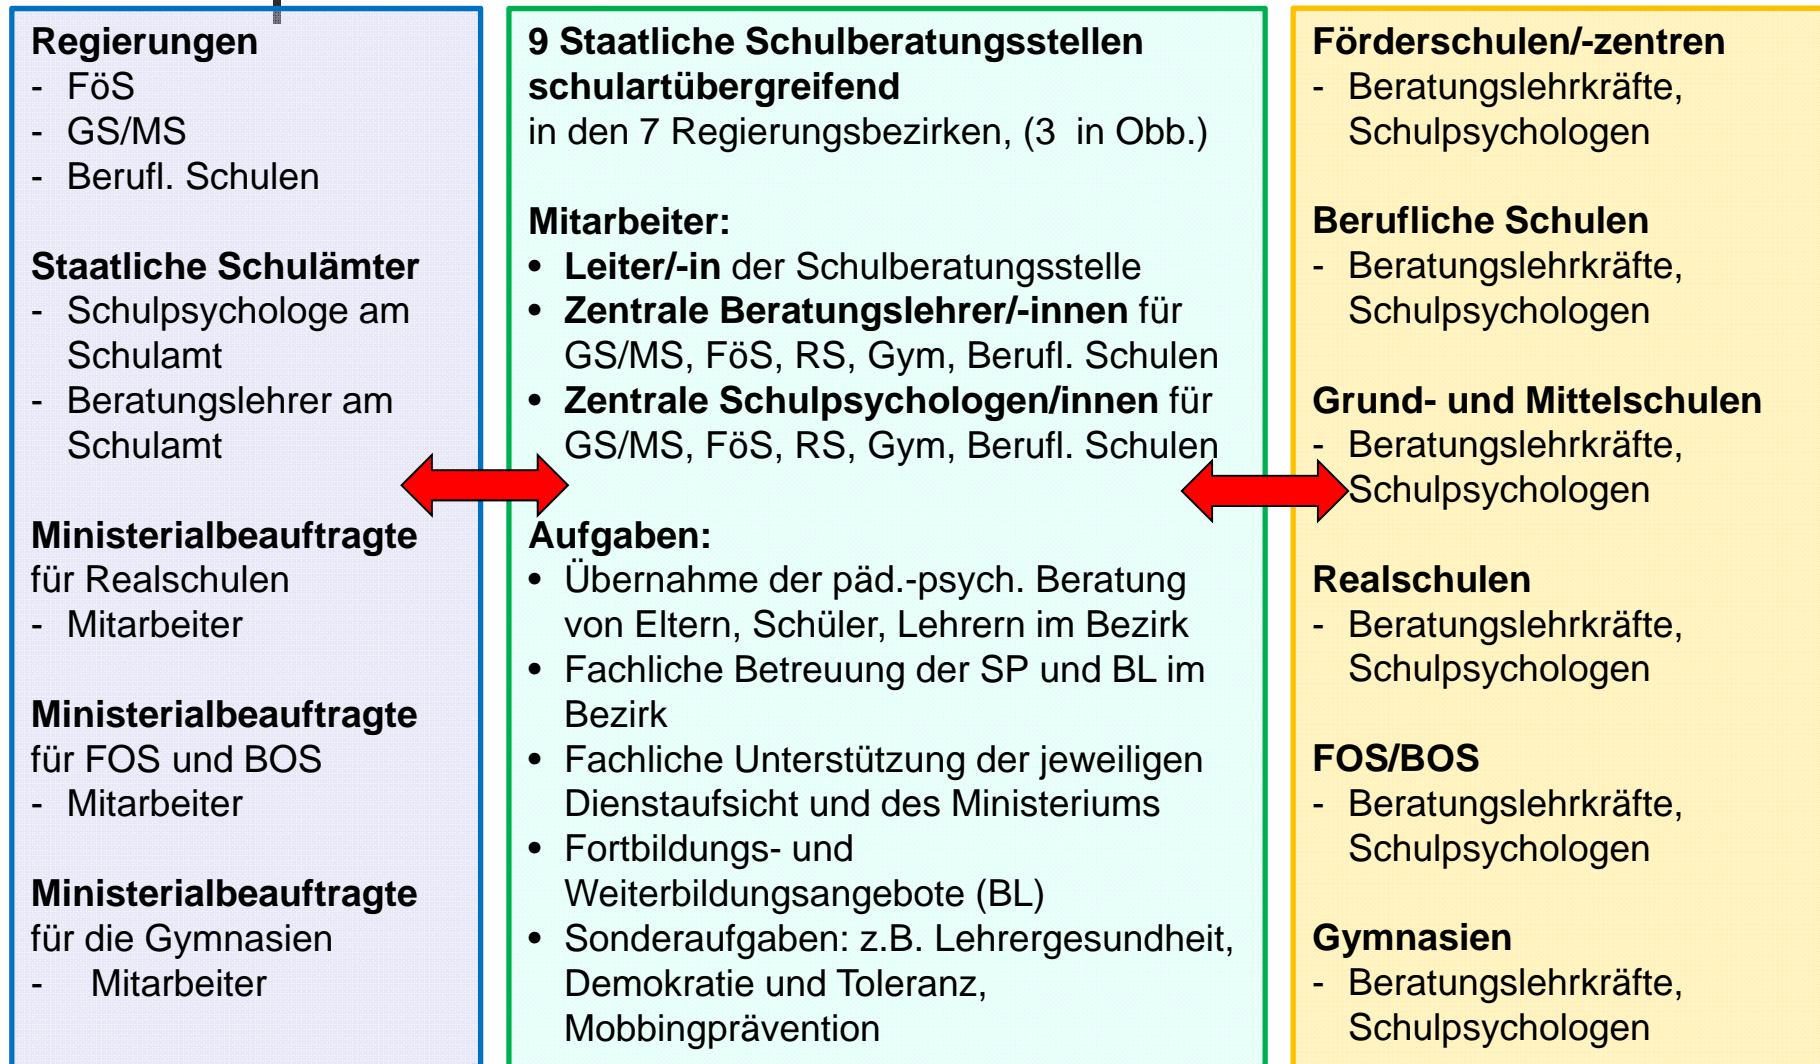 Regierungen
- FöS
- GS/MS
- Berufl. Schulen
Staatliche Schulämter
- Schulpsychologe am
Schulamt
- Beratungslehrer am
Schulamt
Ministerialbeauftragte
für Realschulen
- Mitarbeiter
Ministerialbeauftragte
für FOS und BOS
- Mitarbeiter
Ministerialbeauftragte
für die Gymnasien
- Mitarbeiter
9 Staatliche Schulberatungsstellen
schulartübergreifend
in den 7 Regierungsbezirken, (3 in Obb.)
Mitarbeiter:
• Leiter/-in der Schulberatungsstelle
• Zentrale Beratungslehrer/-innen für
GS/MS, FöS, RS, Gym, Berufl. Schulen
• Zentrale Schulpsychologen/innen für
GS/MS, FöS, RS, Gym, Berufl. Schulen
Aufgaben:
• Übernahme der päd.-psych. Beratung
von Eltern, Schüler, Lehrern im Bezirk
• Fachliche Betreuung der SP und BL im
Bezirk
• Fachliche Unterstützung der jeweiligen
Dienstaufsicht und des Ministeriums
• Fortbildungs- und
Weiterbildungsangebote (BL)
• Sonderaufgaben: z.B. Lehrergesundheit,
Demokratie und Toleranz,
Mobbingprävention
Förderschulen/-zentren
- Beratungslehrkräfte,
Schulpsychologen
Berufliche Schulen
- Beratungslehrkräfte,
Schulpsychologen
Grund- und Mittelschulen
- Beratungslehrkräfte,
Schulpsychologen
Realschulen
- Beratungslehrkräfte,
Schulpsychologen
FOS/BOS
- Beratungslehrkräfte,
Schulpsychologen
Gymnasien
- Beratungslehrkräfte,
Schulpsychologen